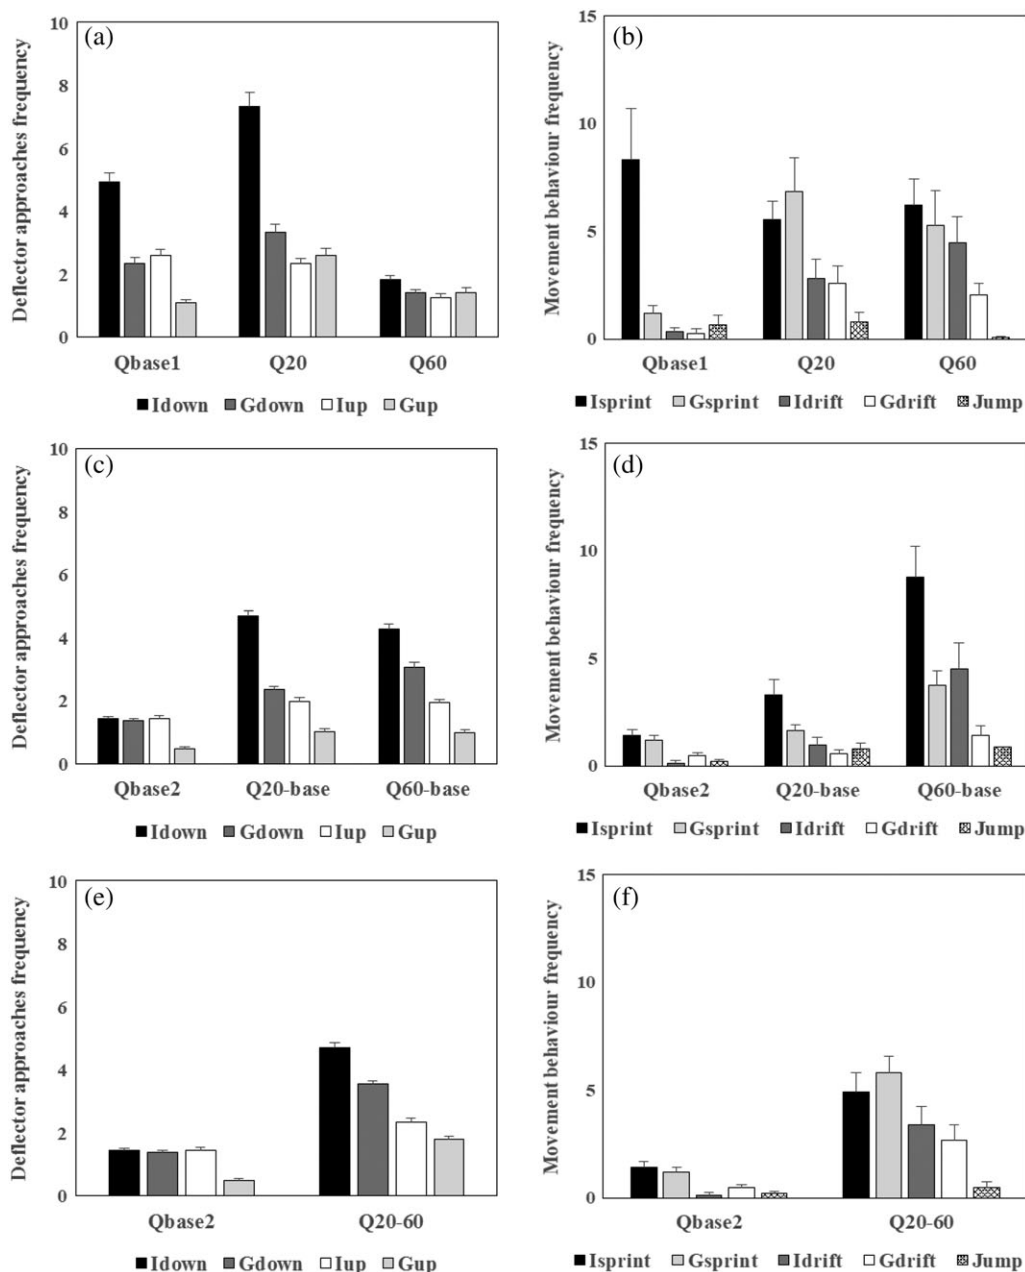 (a)
Deflector approaches frequency
10
8
6
4
2
0
Qbase1 Q20 Q60
Idown Gdown Iup Gup
(b)
Movement behaviour frequency
15
10
5
0
Qbase1 Q20 Q60
Isprint Gsprint Idrift Gdrift Jump
(c)
Deflector approaches frequency
10
8
6
4
2
0
Qbase2 Q20-base Q60-base
Idown Gdown Iup Gup
(d)
Movement behaviour frequency
15
10
5
0
Qbase2 Q20-base Q60-base
Isprint Gsprint Idrift Gdrift Jump
(e)
Deflector approaches frequency
10
8
6
4
2
0
Qbase2 Q20-60
Idown Gdown Iup Gup
(f)
Movement behaviour frequency
15
10
5
0
Qbase2 Q20-60
Isprint Gsprint Idrift Gdrift Jump